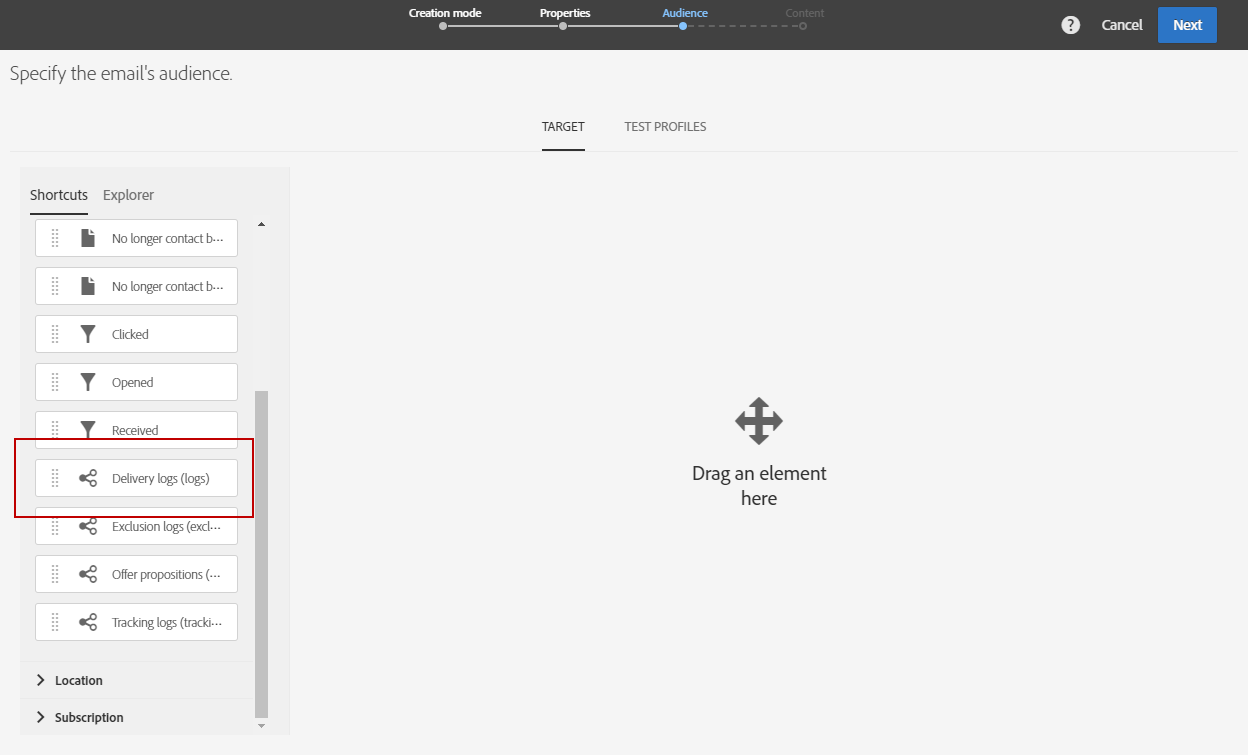 Creation mode
Properties
Audience
Content
?
Cancel
Next
Specify the email's audience.
TARGET
TEST PROFILES
Shortcuts
Explorer
No longer contact b···
No longer contact b···
Clicked
Opened
Received
Delivery logs (logs)
Exclusion logs (excl···
Offer propositions (···
Tracking logs (tracki···
Location
Subscription
Drag an element
here